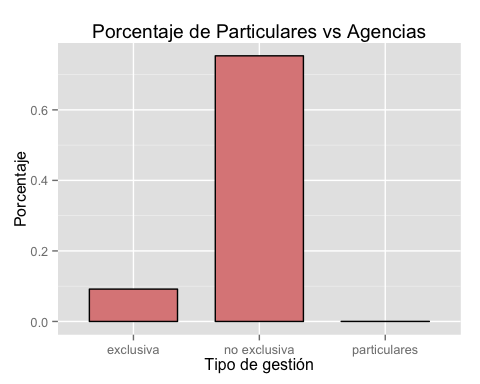 Porcentaje de Particulares vs Agencias
Porcentaje
0.6
0.4
0.2
0.0
exclusiva
no exclusiva
particulares
Tipo de gestión